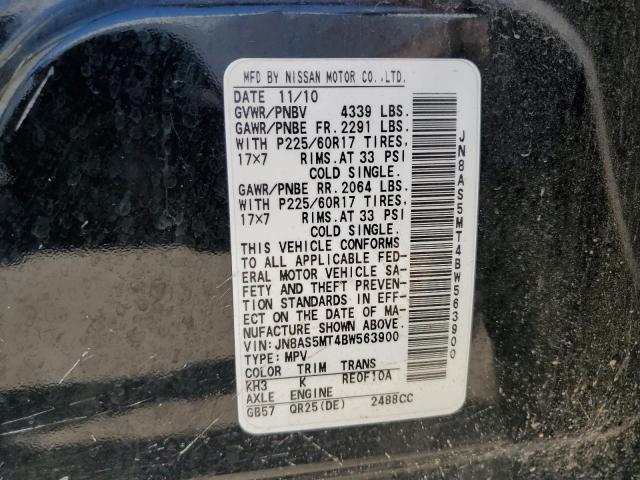 MFD BY NISSAN MOTOR CO.,LTD.
DATE 11/10
GVWR/PNBV 4339 LBS.
GAWR/PNBE FR. 2291 LBS.
WITH P225/60R17 TIRES,
17×7 RIMS.AT 33 PSI
COLD SINGLE.
GAWR/PNBE RR. 2064 LBS.
WITH P225/60R17 TIRES,
17×7 RIMS.AT 33 PSI
COLD SINGLE.
THIS VEHICLE CONFORMS
TO ALL APPLICABLE FED-
ERAL MOTOR VEHICLE SA-
FETY AND THEFT PREVEN-
TION STANDARDS IN EFF-
ECT ON THE DATE OF MA-
NUFACTURE SHOWN ABOVE.
VIN:JN8AS5MT4BW563900
TYPE: MPV
COLOR TRIM TRANS
KH3 K RE0F10A
AXLE ENGINE
GB57 QR25(DE) 2488CC
JN8AS5MT4BW563900